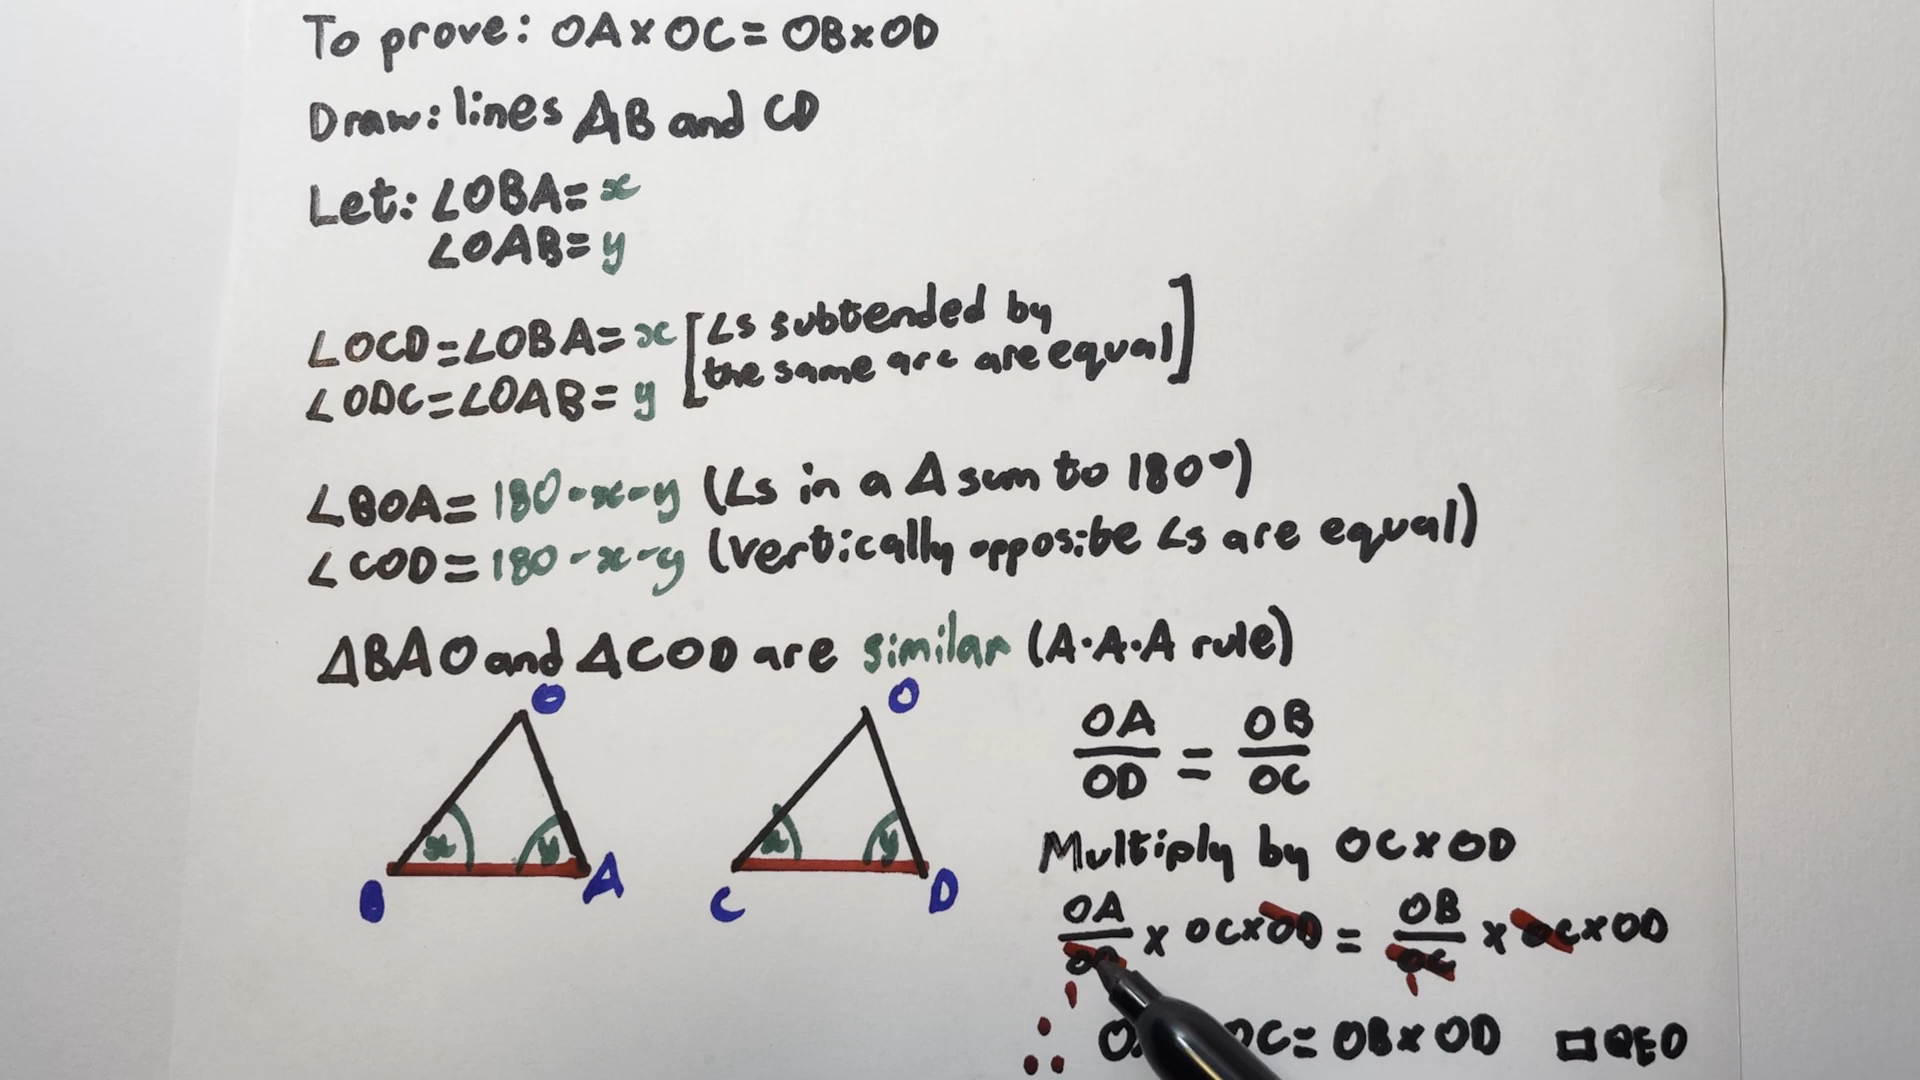 To prove: OA×OC=OB×OD
Draw: lines AB and CD
Let: ∠OBA=x
∠OAB=y
∠OCD=∠OBA=x [∠s subtended by
the same arc are equal]
∠ODC=∠OAB=y
∠BOA=180-x-y (∠s in a Δ sum to 180°)
∠COD=180-x-y (vertically opposite ∠s are equal)
ΔBAO and ΔCOD are similar (A·A·A rule)
O
O
x y
x y
B A
C D
OA/OD = OB/OC
Multiply by OC×OD
OA/OD × OC×OD = OB/OC × OC×OD
1 1
∴ OC=OB×OD □QED